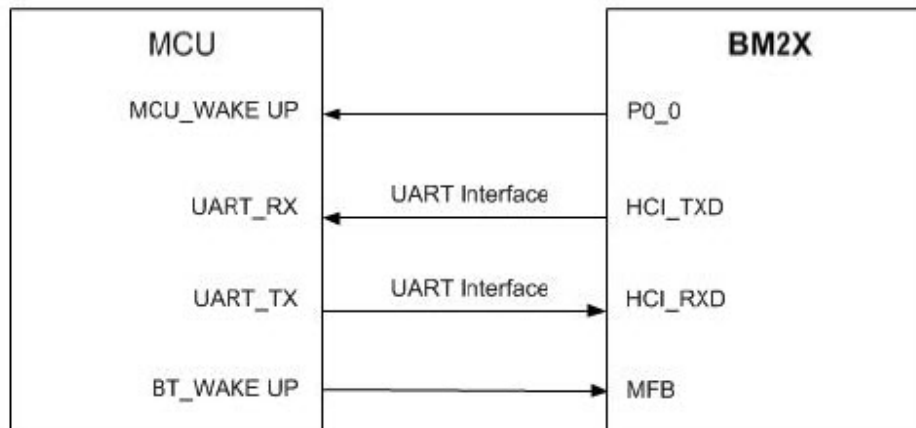 MCU
BM2X
MCU_WAKE UP
P0_0
UART_RX
UART Interface
HCI_TXD
UART_TX
UART Interface
HCI_RXD
BT_WAKE UP
MFB